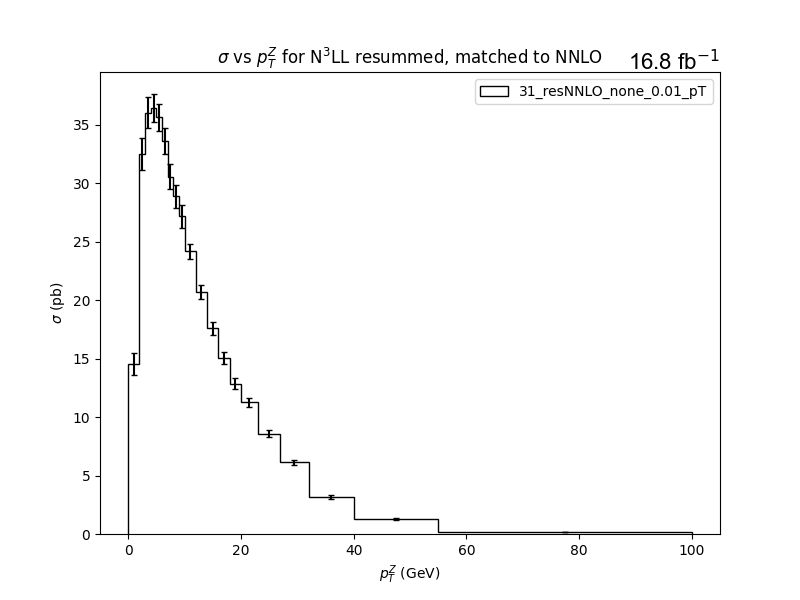 σ vs p_T^Z for N³LL resummed, matched to NNLO
16.8 fb⁻¹
31_resNNLO_none_0.01_pT
σ (pb)
35
30
25
20
15
10
5
0
0 20 40 60 80 100
p_T^Z (GeV)